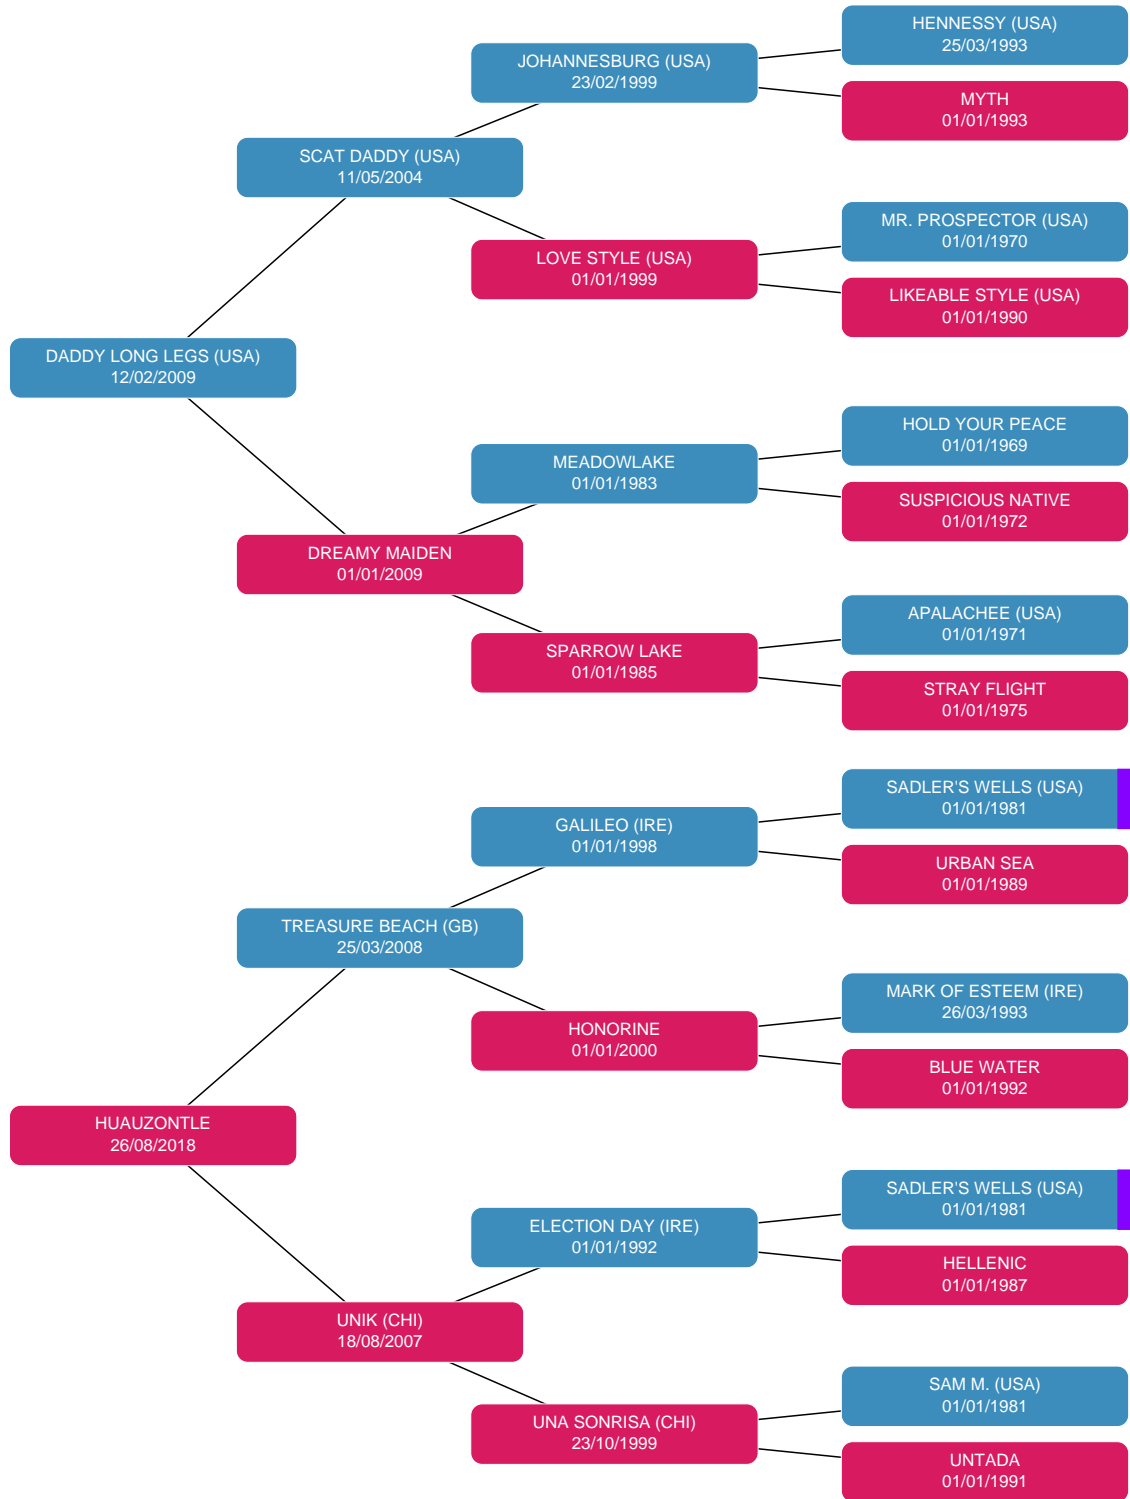 HENNESSY (USA)
25/03/1993
JOHANNESBURG (USA)
23/02/1999
MYTH
01/01/1993
SCAT DADDY (USA)
11/05/2004
MR. PROSPECTOR (USA)
01/01/1970
LOVE STYLE (USA)
01/01/1999
LIKEABLE STYLE (USA)
01/01/1990
DADDY LONG LEGS (USA)
12/02/2009
HOLD YOUR PEACE
01/01/1969
MEADOWLAKE
01/01/1983
SUSPICIOUS NATIVE
01/01/1972
DREAMY MAIDEN
01/01/2009
APALACHEE (USA)
01/01/1971
SPARROW LAKE
01/01/1985
STRAY FLIGHT
01/01/1975
SADLER'S WELLS (USA)
01/01/1981
GALILEO (IRE)
01/01/1998
URBAN SEA
01/01/1989
TREASURE BEACH (GB)
25/03/2008
MARK OF ESTEEM (IRE)
26/03/1993
HONORINE
01/01/2000
BLUE WATER
01/01/1992
HUAUZONTLE
26/08/2018
SADLER'S WELLS (USA)
01/01/1981
ELECTION DAY (IRE)
01/01/1992
HELLENIC
01/01/1987
UNIK (CHI)
18/08/2007
SAM M. (USA)
01/01/1981
UNA SONRISA (CHI)
23/10/1999
UNTADA
01/01/1991